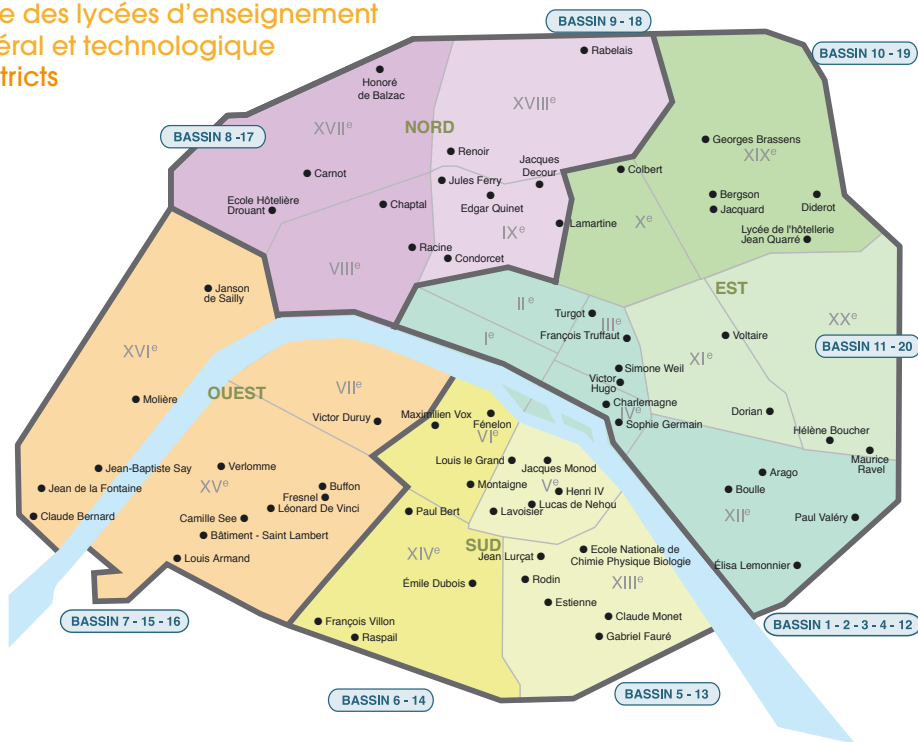 e des lycées d'enseignement
éral et technologique
tricts
BASSIN 9 - 18
Rabelais
BASSIN 10 - 19
Honoré
de Balzac
XVIIIe
XVIIe
NORD
BASSIN 8 -17
Georges Brassens
XIXe
Renoir
Jacques
Decour
Colbert
Carnot
Jules Ferry
Ecole Hôtelière
Drouant
Chaptal
Edgar Quinet
Bergson
Jacquard
Diderot
Lamartine
Xe
IXe
Lycée de l'hôtellerie
Jean Quarré
Racine
Condorcet
VIIIe
Janson
de Sailly
EST
IIe
Turgot
IIIe
XXe
Ie
François Truffaut
Voltaire
BASSIN 11 - 20
XVIe
XIe
Simone Weil
VIIe
Victor
Hugo
OUEST
Molière
Charlemagne
IVe
Dorian
Maximilien Vox
Fénelon
Victor Duruy
Sophie Germain
VIe
Hélène Boucher
Maurice
Ravel
Louis le Grand
Jacques Monod
Jean-Baptiste Say
Verlomme
Arago
XVe
Buffon
Montaigne
Ve
Henri IV
Boulle
Jean de la Fontaine
Fresnel
Léonard De Vinci
Lucas de Nehou
Lavoisier
XIIe
Claude Bernard
Camille See
Paul Bert
Paul Valéry
Bâtiment - Saint Lambert
SUD
XIVe
Jean Lurçat
Ecole Nationale de
Chimie Physique Biologie
Louis Armand
Élisa Lemonnier
Émile Dubois
Rodin
XIIIe
Estienne
BASSIN 7 - 15 - 16
François Villon
Claude Monet
BASSIN 1 - 2 - 3 - 4 - 12
Raspail
Gabriel Fauré
BASSIN 6 - 14
BASSIN 5 - 13